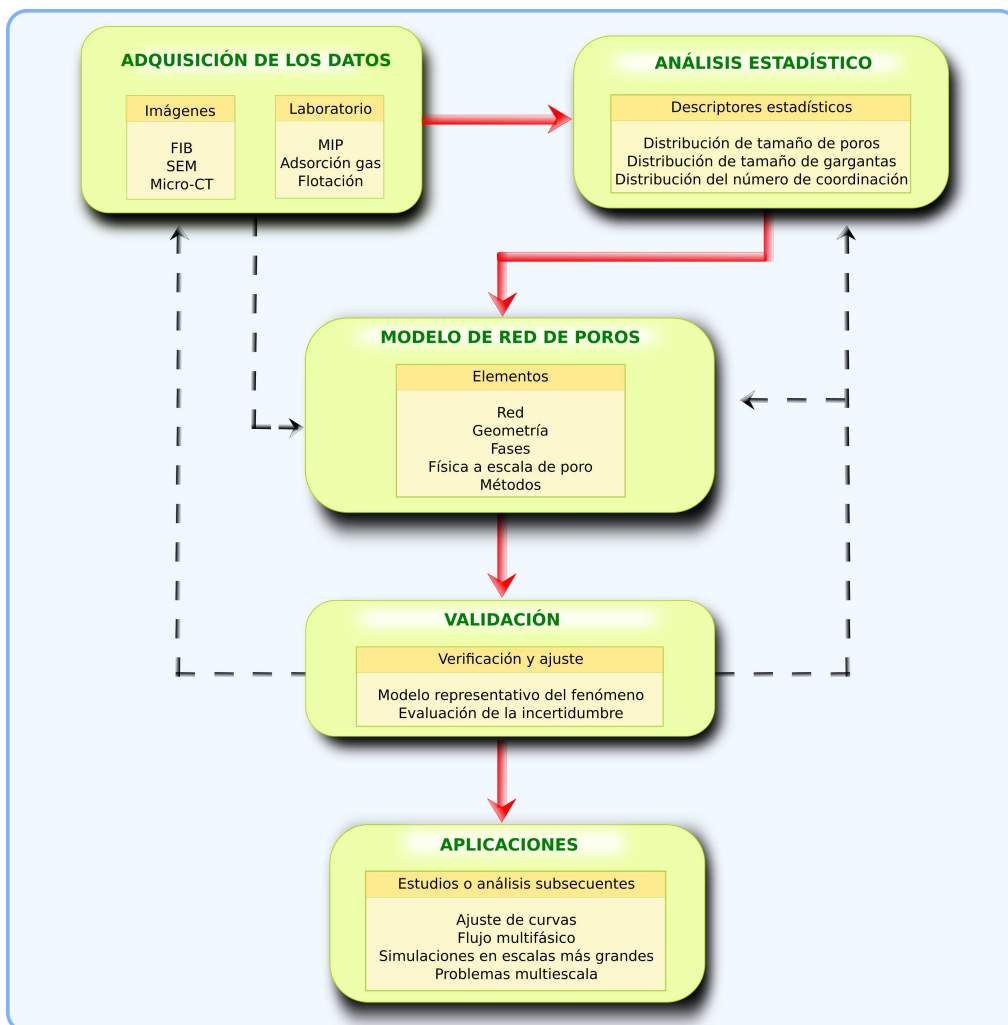 ADQUISICIÓN DE LOS DATOS
Imágenes
FIB
SEM
Micro-CT
Laboratorio
MIP
Adsorción gas
Flotación
ANÁLISIS ESTADÍSTICO
Descriptores estadísticos
Distribución de tamaño de poros
Distribución de tamaño de gargantas
Distribución del número de coordinación
MODELO DE RED DE POROS
Elementos
Red
Geometría
Fases
Física a escala de poro
Métodos
VALIDACIÓN
Verificación y ajuste
Modelo representativo del fenómeno
Evaluación de la incertidumbre
APLICACIONES
Estudios o análisis subsecuentes
Ajuste de curvas
Flujo multifásico
Simulaciones en escalas más grandes
Problemas multiescala